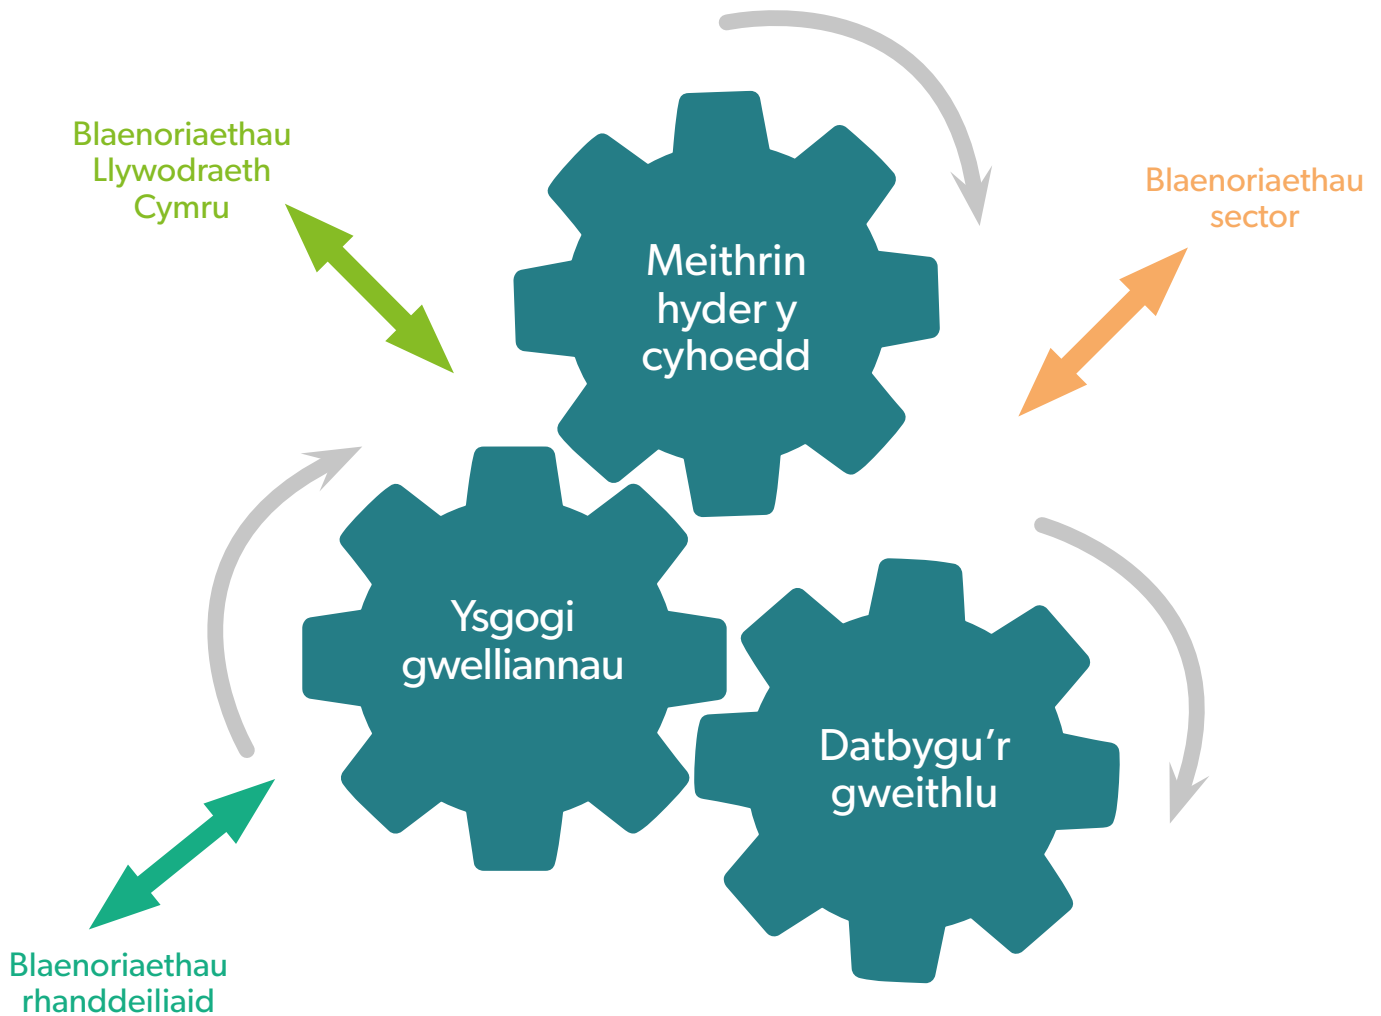 Blaenoriaethau
Llywodraeth
Cymru
Blaenoriaethau
sector
Meithrin
hyder y
cyhoedd
Ysgogi
gwelliannau
Datbygu’r
gweithlu
Blaenoriaethau
rhanddeiliaid